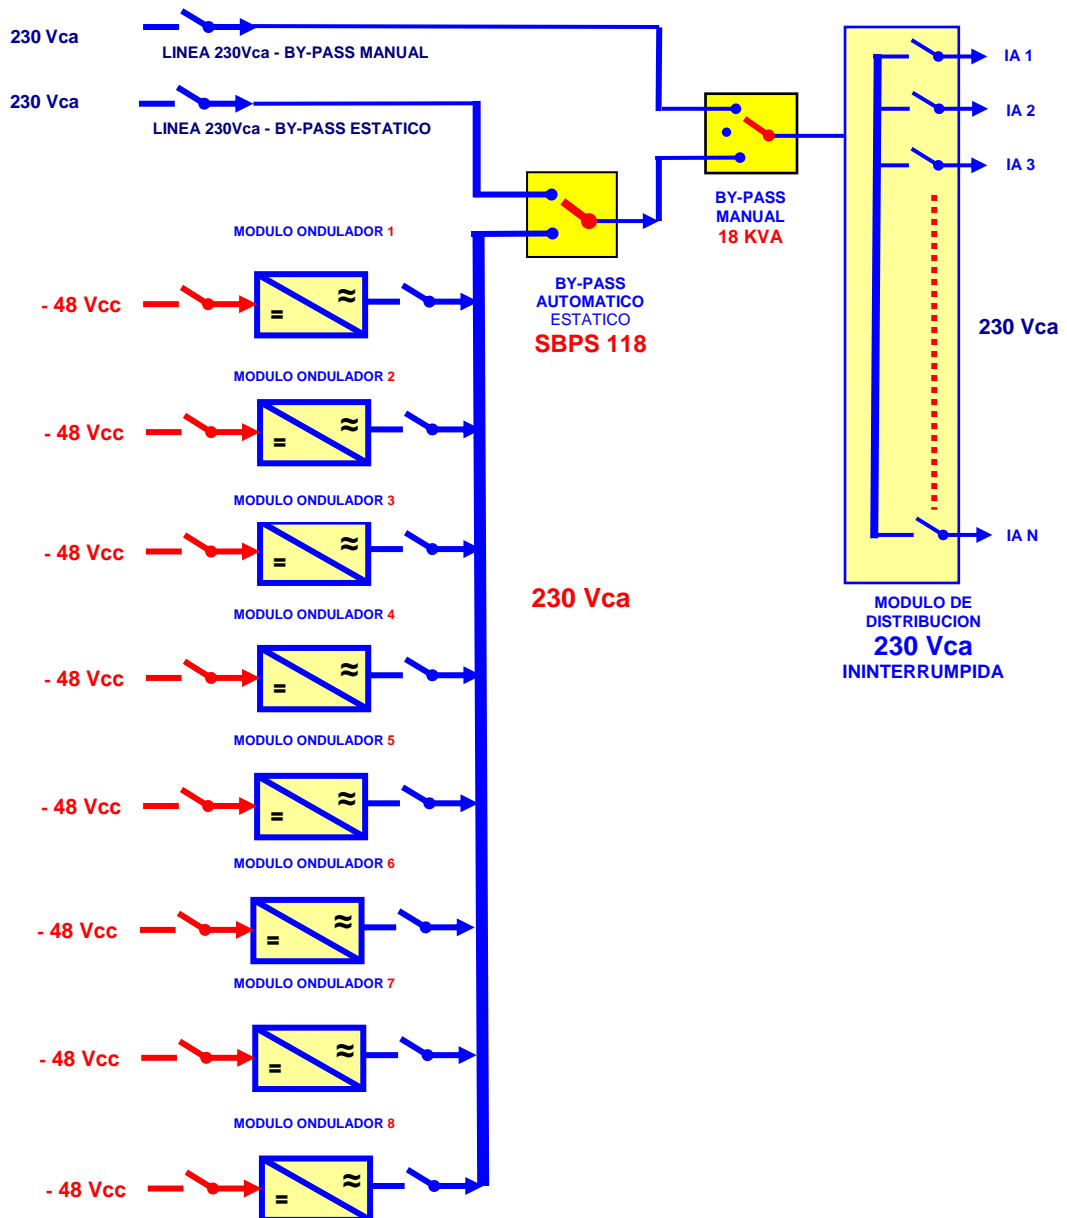 230 Vca
LINEA 230Vca - BY-PASS MANUAL
230 Vca
LINEA 230Vca - BY-PASS ESTATICO
IA 1
IA 2
IA 3
BY-PASS
MANUAL
18 KVA
MODULO ONDULADOR 1
- 48 Vcc
≈
=
BY-PASS
AUTOMATICO
ESTATICO
SBPS 118
230 Vca
MODULO ONDULADOR 2
- 48 Vcc
≈
=
MODULO ONDULADOR 3
- 48 Vcc
≈
=
IA N
230 Vca
MODULO DE
DISTRIBUCION
230 Vca
ININTERRUMPIDA
MODULO ONDULADOR 4
- 48 Vcc
≈
=
MODULO ONDULADOR 5
- 48 Vcc
≈
=
MODULO ONDULADOR 6
- 48 Vcc
≈
=
MODULO ONDULADOR 7
- 48 Vcc
≈
=
MODULO ONDULADOR 8
- 48 Vcc
≈
=